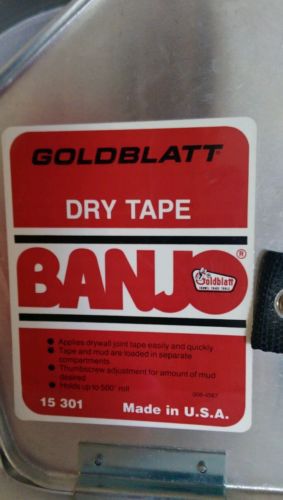 GOLDBLATT®
DRY TAPE
BANJO®
Goldblatt
• Applies drywall joint tape easily and quickly
• Tape and mud are loaded in separate
compartments
• Thumbscrew adjustment for amount of mud
desired
• Holds up to 500' roll
15 301
Made in U.S.A.